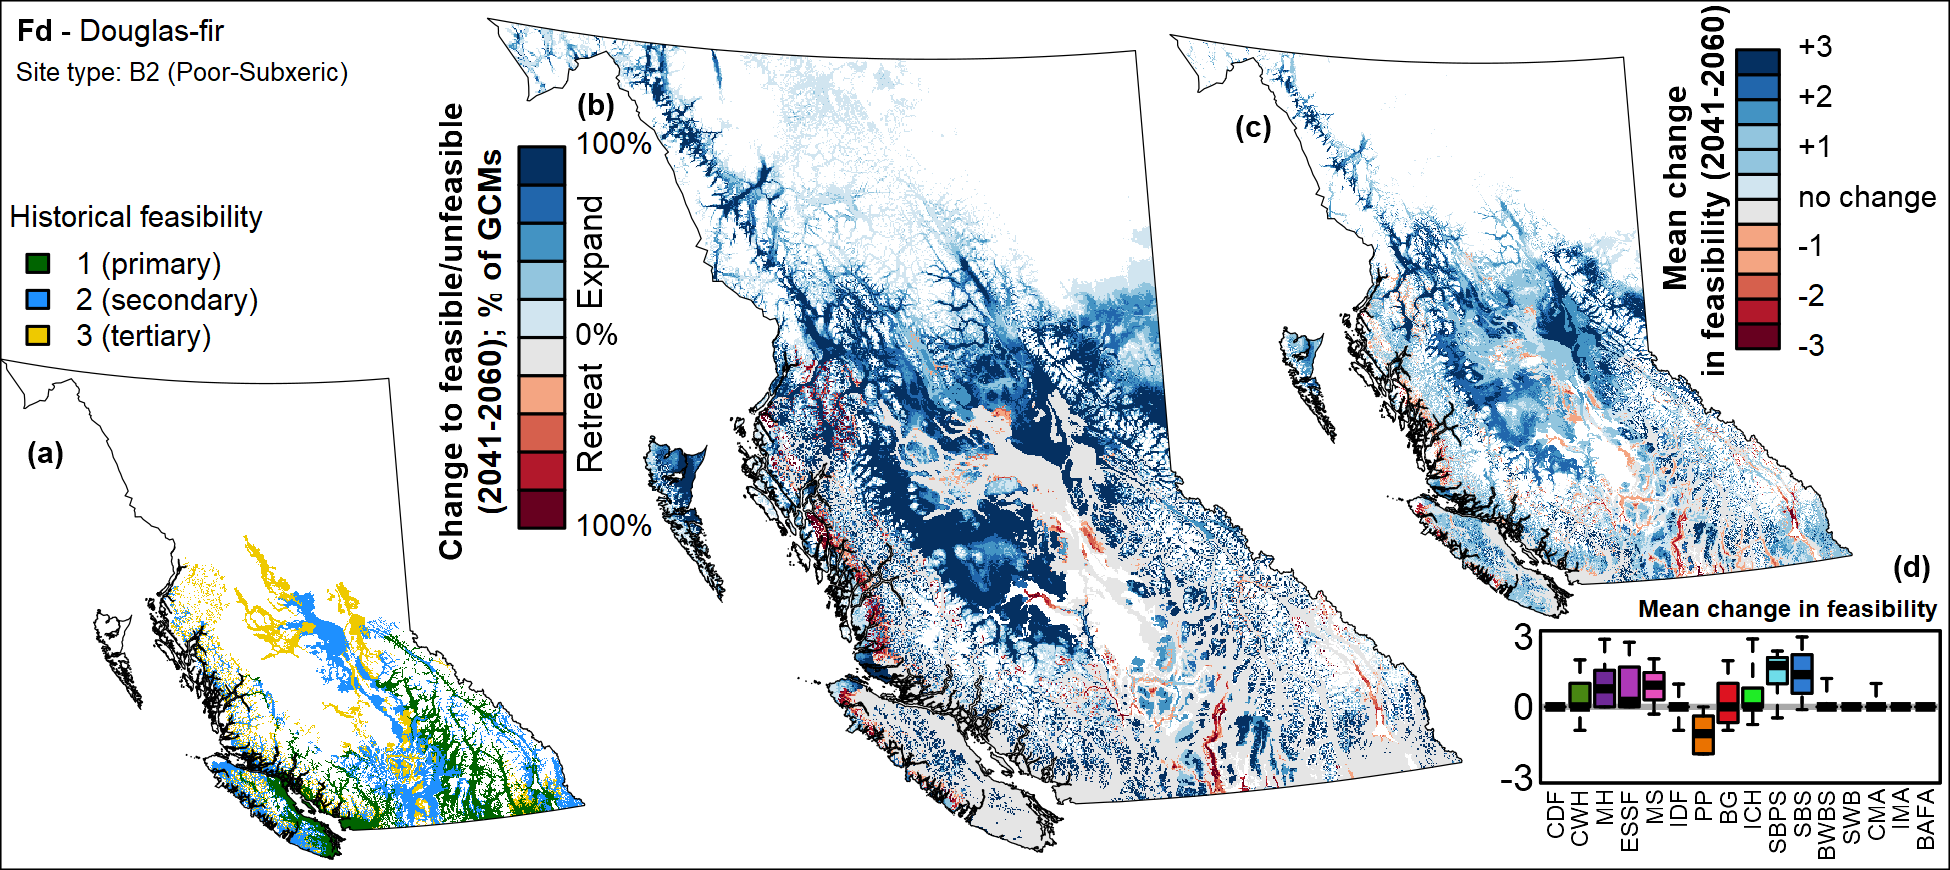 Fd - Douglas-fir
Site type: B2 (Poor-Subxeric)
Historical feasibility
1 (primary)
2 (secondary)
3 (tertiary)
(a)
Change to feasible/unfeasible
(2041-2060); % of GCMs
(b)
100%
Expand
0%
Retreat
100%
(c)
Mean change
in feasibility (2041-2060)
+3
+2
+1
no change
-1
-2
-3
(d)
Mean change in feasibility
3
0
-3
CDF
CWH
MH
ESSF
MS
IDF
PP
BG
ICH
SBPS
SBS
BWBS
SWB
CMA
IMA
BAFA